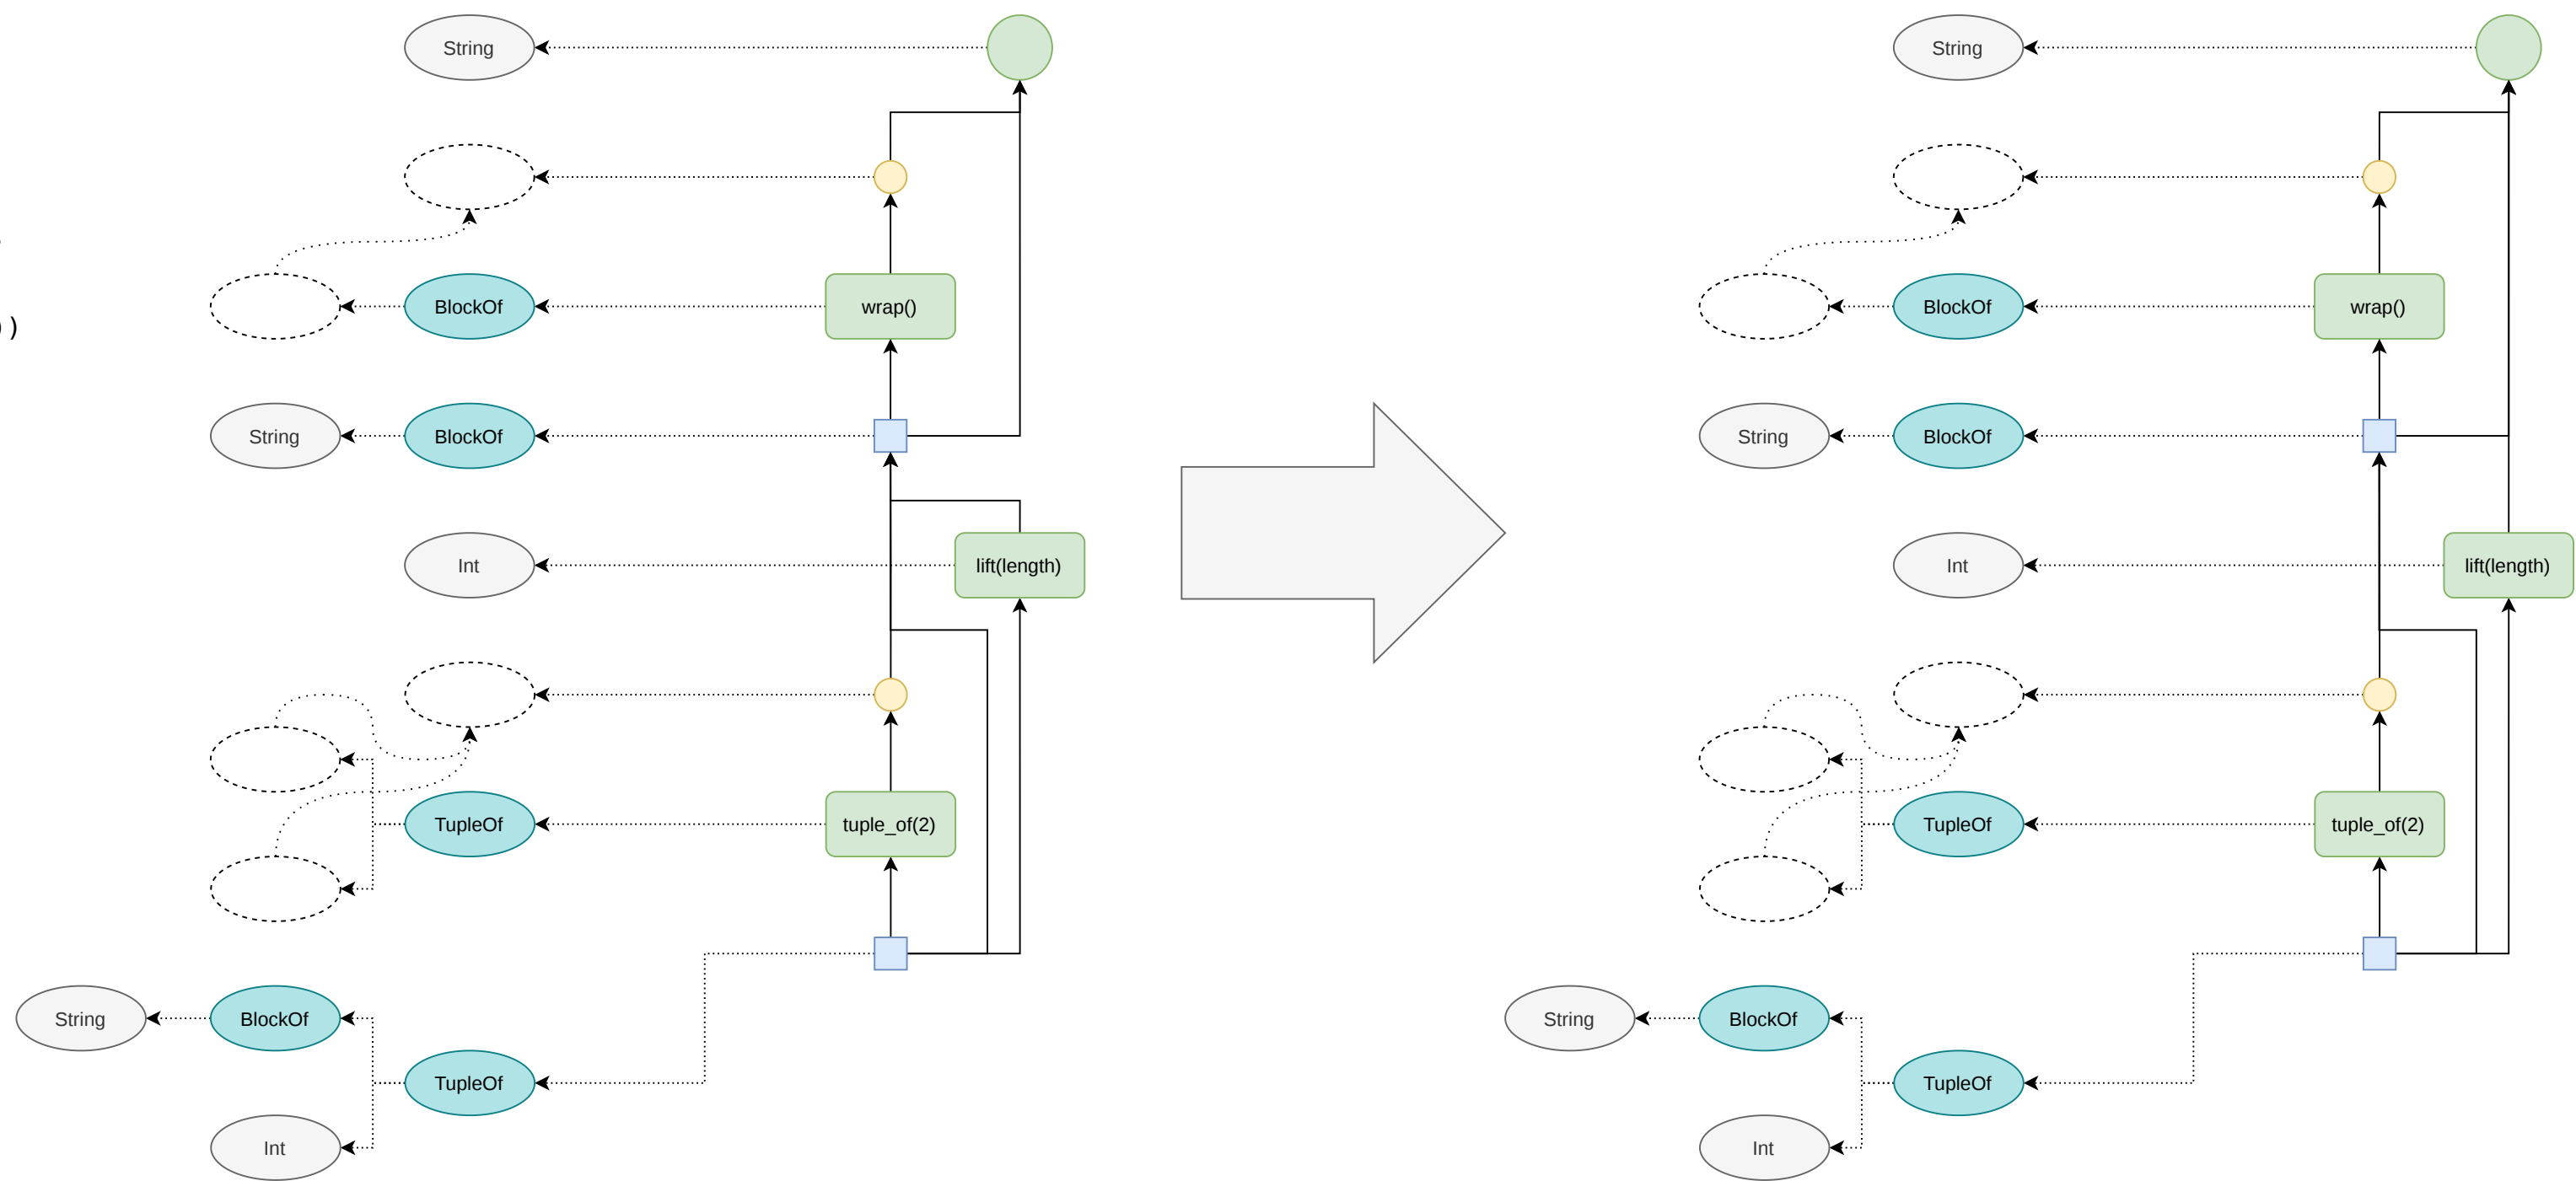 String
String
))
wrap()
BlockOf
wrap()
BlockOf
String
BlockOf
String
BlockOf
Int
lift(length)
Int
lift(length)
TupleOf
tuple_of(2)
TupleOf
tuple_of(2)
String
BlockOf
String
BlockOf
TupleOf
TupleOf
Int
Int